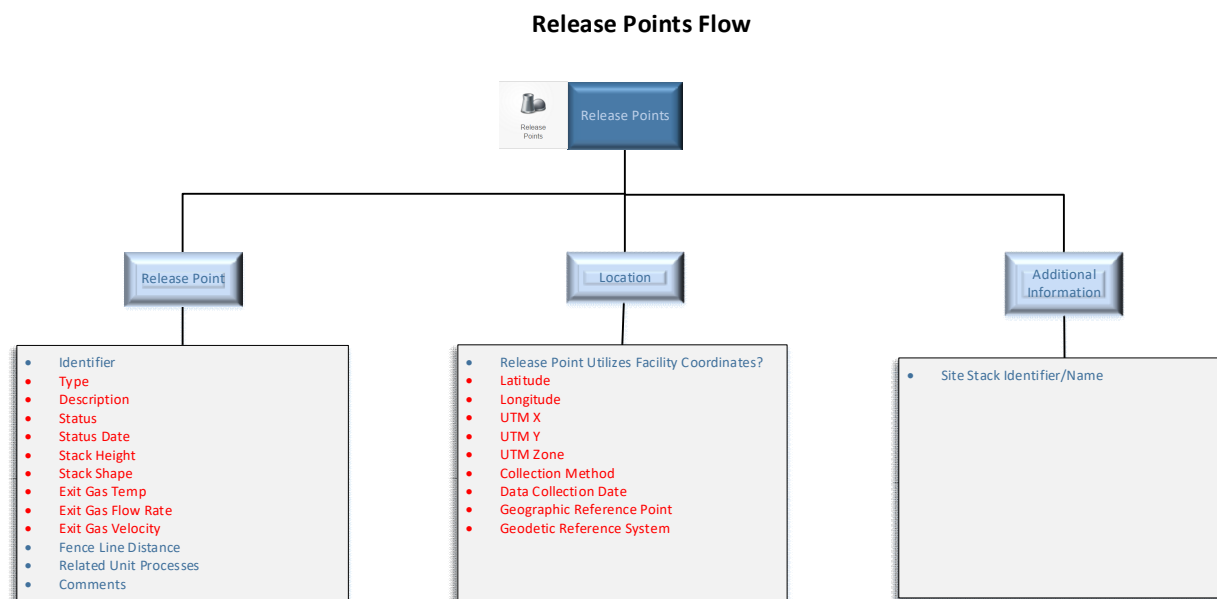 Release Points Flow
Release
Points
Release Points
Release Point
Location
Additional
Information
Identifier
Type
Description
Status
Status Date
Stack Height
Stack Shape
Exit Gas Temp
Exit Gas Flow Rate
Exit Gas Velocity
Fence Line Distance
Related Unit Processes
Comments
Release Point Utilizes Facility Coordinates?
Latitude
Longitude
UTM X
UTM Y
UTM Zone
Collection Method
Data Collection Date
Geographic Reference Point
Geodetic Reference System
Site Stack Identifier/Name